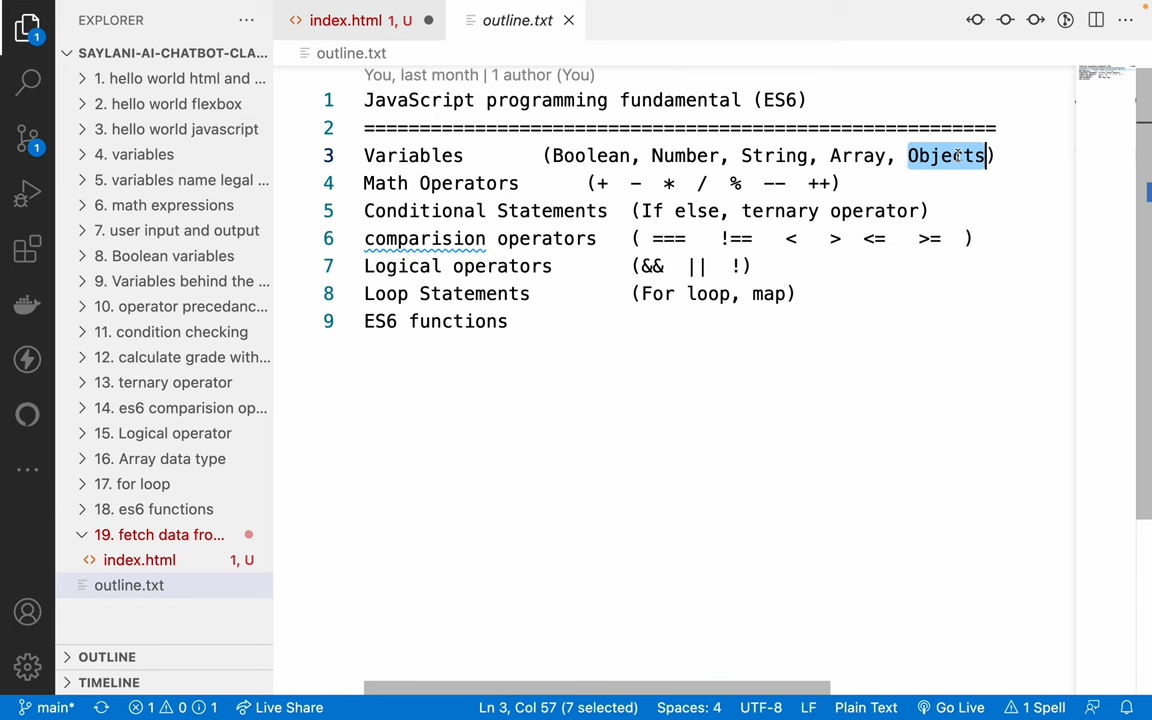 EXPLORER
index.html 1, U
outline.txt
1
SAYLANI-AI-CHATBOT-CLA...
outline.txt
You, last month | 1 author (You)
1. hello world html and ...
2. hello world flexbox
3. hello world javascript
4. variables
5. variables name legal ...
6. math expressions
7. user input and output
8. Boolean variables
9. Variables behind the ...
10. operator precedanc...
11. condition checking
12. calculate grade with...
13. ternary operator
14. es6 comparision op...
15. Logical operator
16. Array data type
17. for loop
18. es6 functions
19. fetch data fro...
index.html 1, U
outline.txt
OUTLINE
TIMELINE
1
1 JavaScript programming fundamental (ES6)
2 =========================================================
3 Variables (Boolean, Number, String, Array, Objects)
4 Math Operators (+ - * / % -- ++)
5 Conditional Statements (If else, ternary operator)
6 comparision operators ( === !== < > <= >= )
7 Logical operators (&& || !)
8 Loop Statements (For loop, map)
9 ES6 functions
main* 1 0 1 Live Share Ln 3, Col 57 (7 selected) Spaces: 4 UTF-8 LF Plain Text Go Live 1 Spell